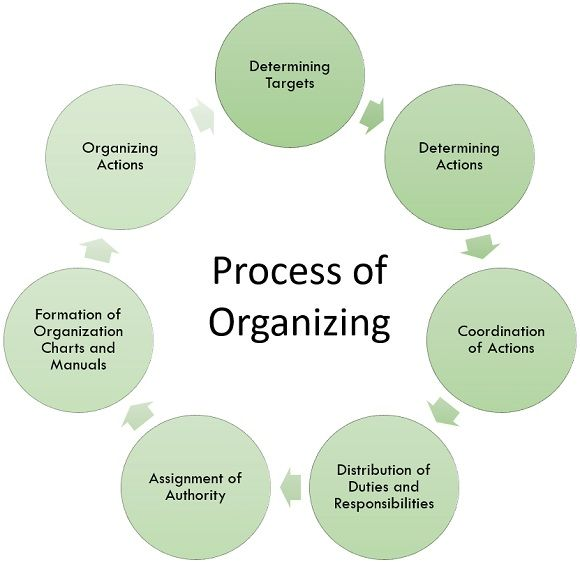 Determining
Targets
Determining
Actions
Coordination
of Actions
Distribution of
Duties and
Responsibilities
Assignment of
Authority
Formation of
Organization
Charts and
Manuals
Organizing
Actions
Process of
Organizing